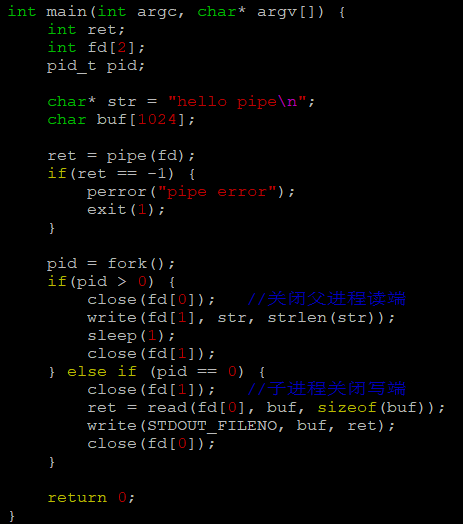 int main(int argc, char* argv[]) {
    int ret;
    int fd[2];
    pid_t pid;

    char* str = "hello pipe\n";
    char buf[1024];

    ret = pipe(fd);
    if(ret == -1) {
        perror("pipe error");
        exit(1);
    }

    pid = fork();
    if(pid > 0) {
        close(fd[0]);   //关闭父进程读端
        write(fd[1], str, strlen(str));
        sleep(1);
        close(fd[1]);
    } else if (pid == 0) {
        close(fd[1]);   //子进程关闭写端
        ret = read(fd[0], buf, sizeof(buf));
        write(STDOUT_FILENO, buf, ret);
        close(fd[0]);
    }

    return 0;
}